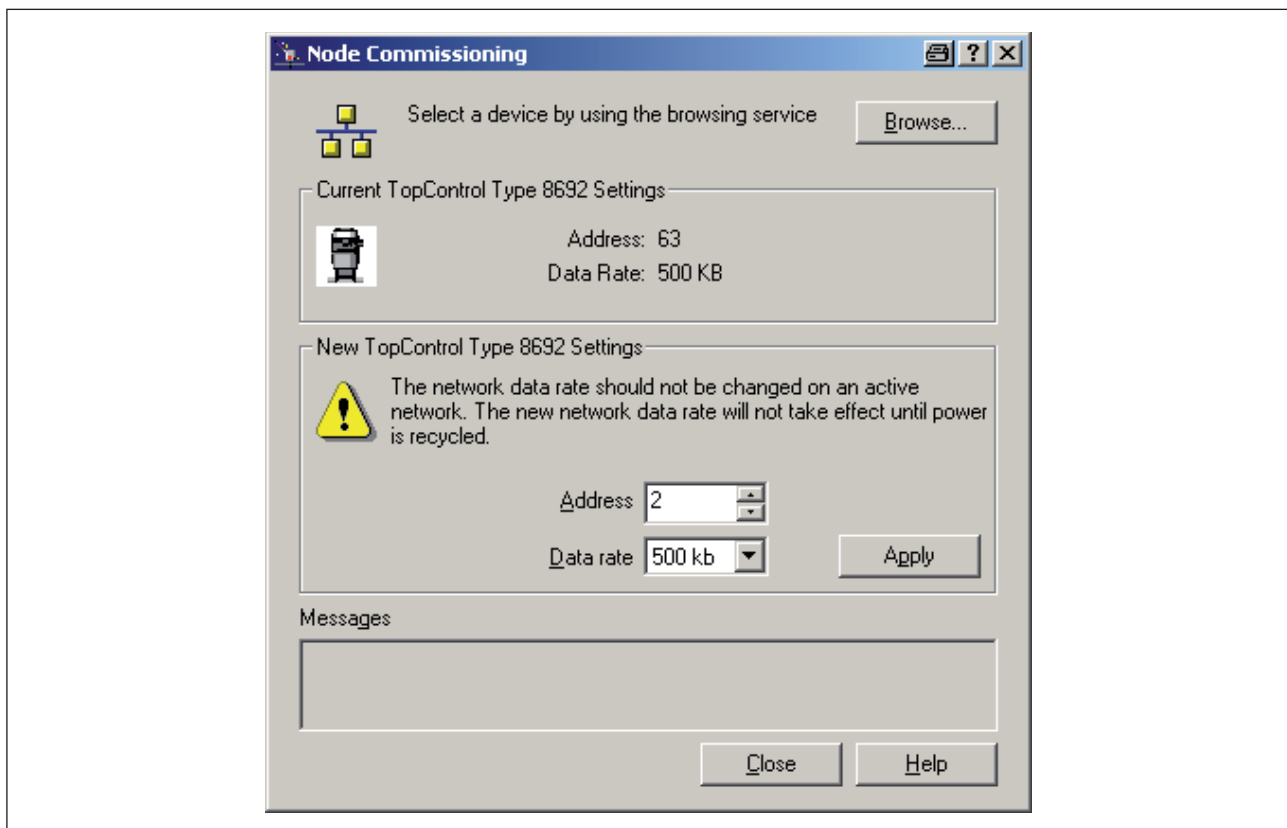 Node Commissioning
Select a device by using the browsing service
Browse...
Current TopControl Type 8692 Settings
Address: 63
Data Rate: 500 KB
New TopControl Type 8692 Settings
The network data rate should not be changed on an active
network. The new network data rate will not take effect until power
is recycled.
Address 2
Data rate 500 kb
Apply
Messages
Close
Help